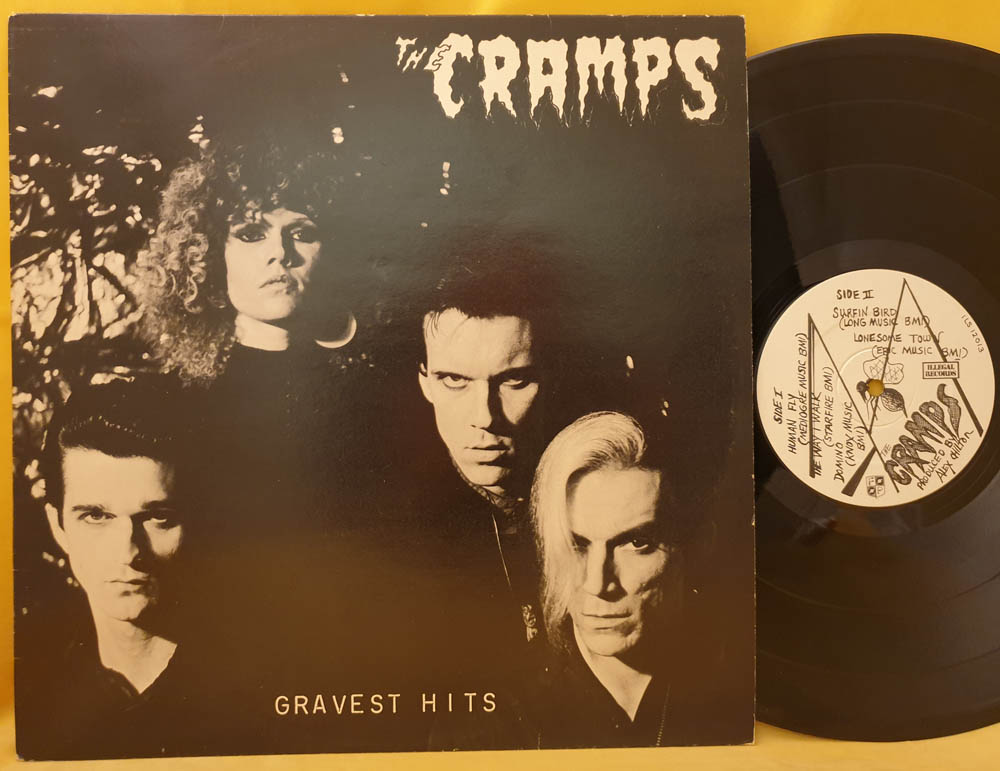 THE CRAMPS
GRAVEST HITS
SIDE II
SURFIN BIRD
(LONG MUSIC BMI)
LONESOME TOWN
(ERIC MUSIC BMI)
ILS 12013
ILLEGAL
RECORDS
SIDE I
HUMAN FLY
(MEDIOGRE MUSIC BMI)
THE WAY I WALK
(STARFIRE BMI)
DOMINO
(KNOX MUSIC
BMI)
THE
CRAMPS
PRODUCED BY
ALEX CHILTON